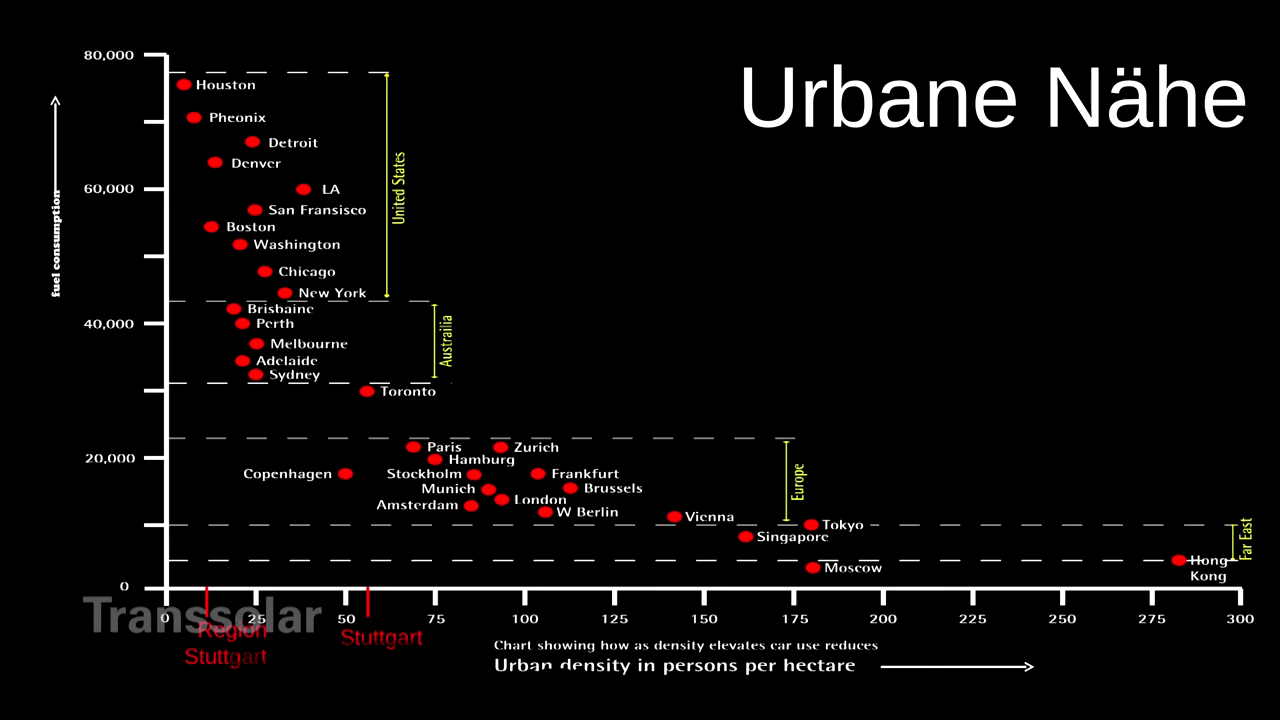 Urbane Nähe
80,000
Houston
Pheonix
Detroit
Denver
60,000
LA
San Fransisco
Boston
Washington
Chicago
New York
United States
fuel consumption
Brisbaine
40,000
Perth
Melbourne
Adelaide
Sydney
Austrailia
Toronto
Paris
Zurich
20,000
Hamburg
Copenhagen
Stockholm
Frankfurt
Munich
Brussels
London
Amsterdam
W Berlin
Europe
Vienna
Tokyo
Singapore
Far East
Hong
Kong
Moscow
0
0 25 50 75 100 125 150 175 200 225 250 275 300
Transsolar
Region
Stuttgart
Stuttgart
Chart showing how as density elevates car use reduces
Urban density in persons per hectare